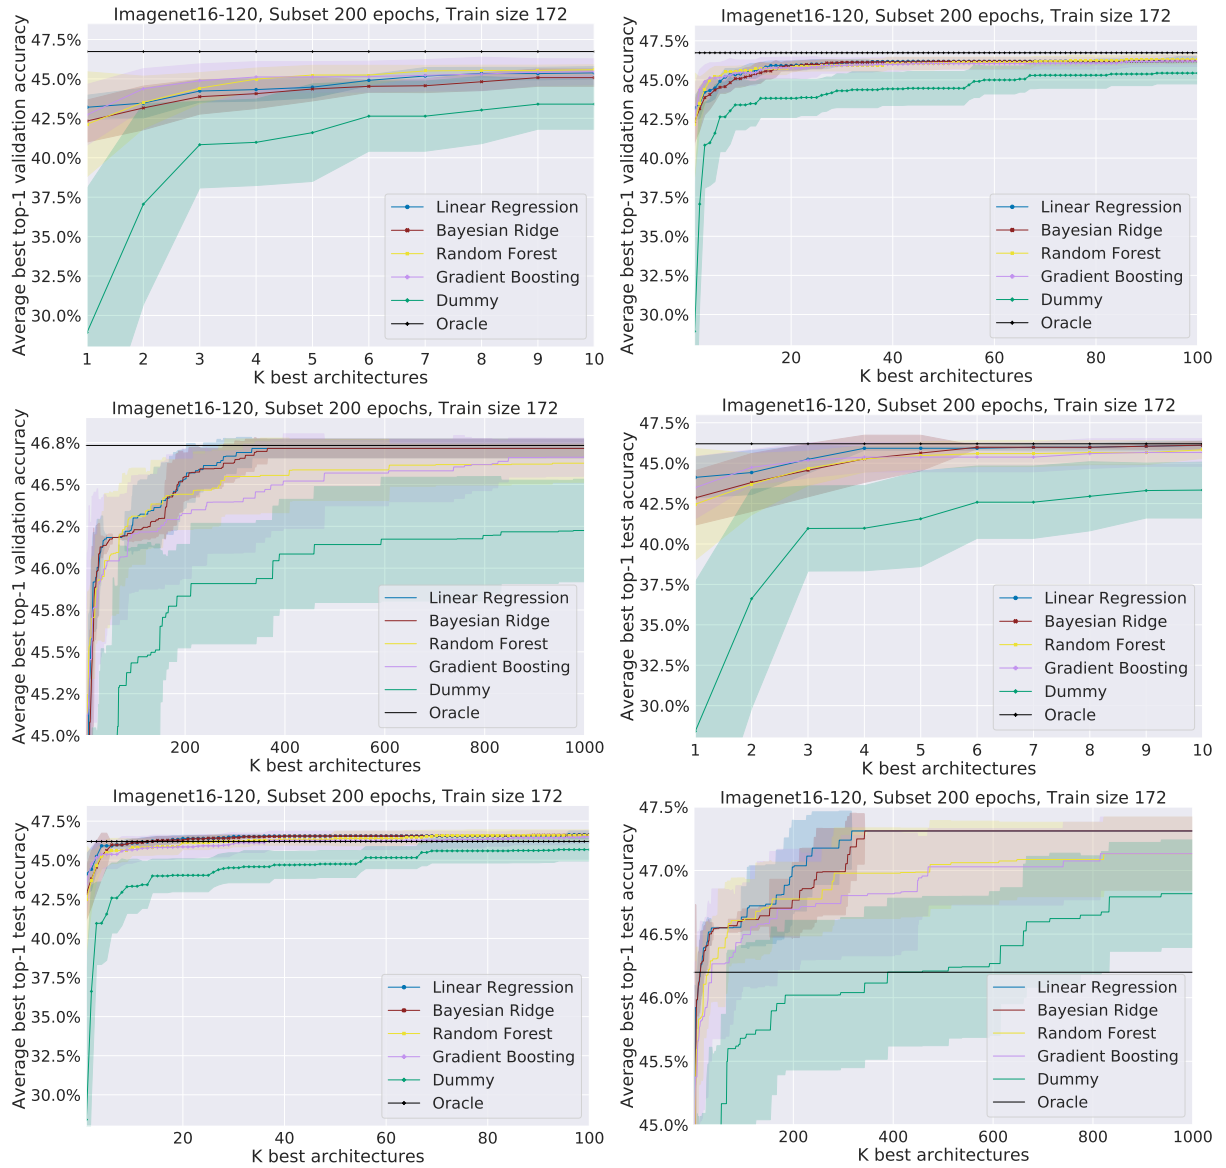 Imagenet16-120, Subset 200 epochs, Train size 172
Average best top-1 validation accuracy
47.5%
45.0%
42.5%
40.0%
37.5%
35.0%
32.5%
30.0%
Linear Regression
Bayesian Ridge
Random Forest
Gradient Boosting
Dummy
Oracle
1 2 3 4 5 6 7 8 9 10
K best architectures
Imagenet16-120, Subset 200 epochs, Train size 172
Average best top-1 validation accuracy
47.5%
45.0%
42.5%
40.0%
37.5%
35.0%
32.5%
30.0%
Linear Regression
Bayesian Ridge
Random Forest
Gradient Boosting
Dummy
Oracle
20 40 60 80 100
K best architectures
Imagenet16-120, Subset 200 epochs, Train size 172
Average best top-1 validation accuracy
46.8%
46.5%
46.2%
46.0%
45.8%
45.5%
45.2%
45.0%
Linear Regression
Bayesian Ridge
Random Forest
Gradient Boosting
Dummy
Oracle
200 400 600 800 1000
K best architectures
Imagenet16-120, Subset 200 epochs, Train size 172
Average best top-1 test accuracy
47.5%
45.0%
42.5%
40.0%
37.5%
35.0%
32.5%
30.0%
Linear Regression
Bayesian Ridge
Random Forest
Gradient Boosting
Dummy
Oracle
1 2 3 4 5 6 7 8 9 10
K best architectures
Imagenet16-120, Subset 200 epochs, Train size 172
Average best top-1 test accuracy
47.5%
45.0%
42.5%
40.0%
37.5%
35.0%
32.5%
30.0%
Linear Regression
Bayesian Ridge
Random Forest
Gradient Boosting
Dummy
Oracle
20 40 60 80 100
K best architectures
Imagenet16-120, Subset 200 epochs, Train size 172
Average best top-1 test accuracy
47.5%
47.0%
46.5%
46.0%
45.5%
45.0%
Linear Regression
Bayesian Ridge
Random Forest
Gradient Boosting
Dummy
Oracle
200 400 600 800 1000
K best architectures